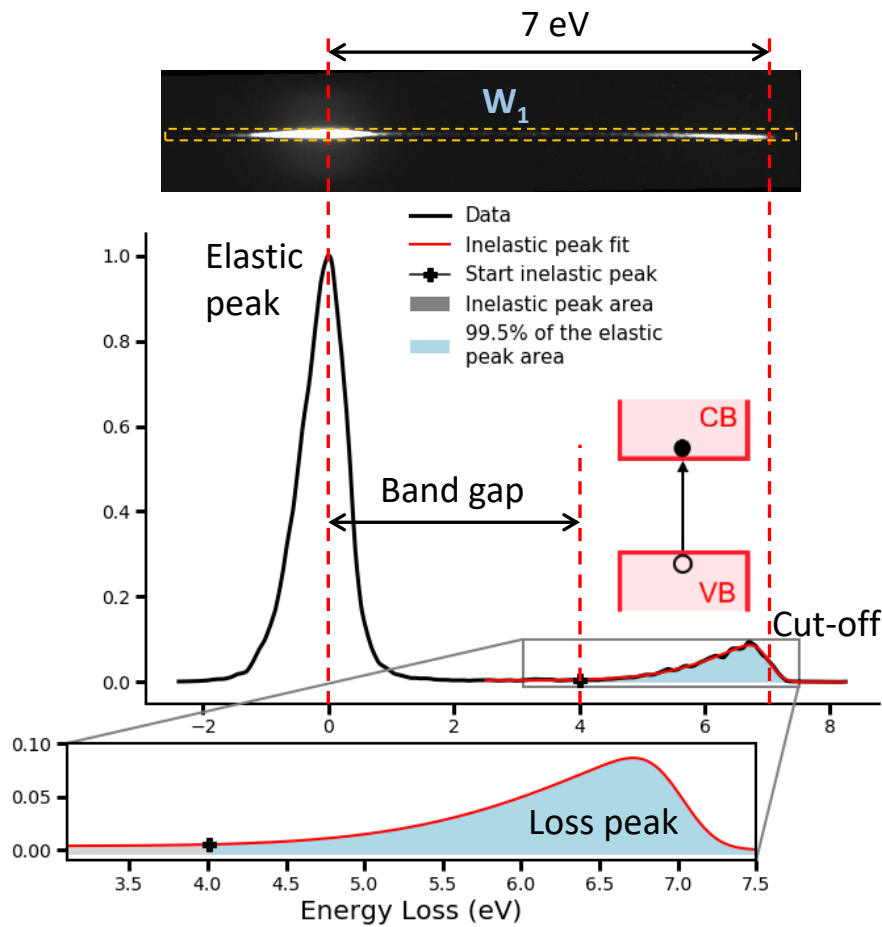 7 eV
W1
Data
Inelastic peak fit
Start inelastic peak
Inelastic peak area
99.5% of the elastic
peak area
Elastic
peak
1.0
0.8
0.6
0.4
0.2
0.0
Band gap
CB
VB
Cut-off
−2
0
2
4
6
8
0.10
0.05
0.00
Loss peak
3.5
4.0
4.5
5.0
5.5
6.0
6.5
7.0
7.5
Energy Loss (eV)